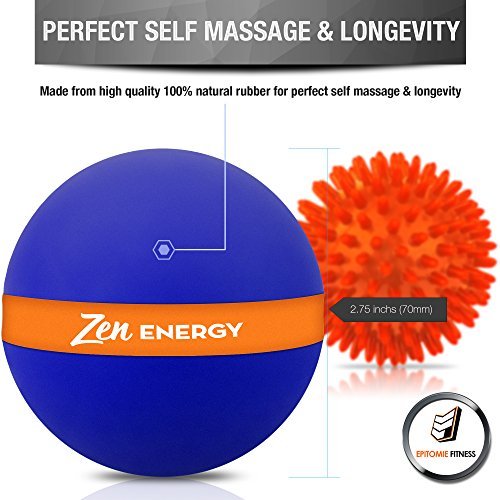 PERFECT SELF MASSAGE & LONGEVITY
Made from high quality 100% natural rubber for perfect self massage & longevity
Zen ENERGY
2.75 inchs (70mm)
EPITOMIE FITNESS